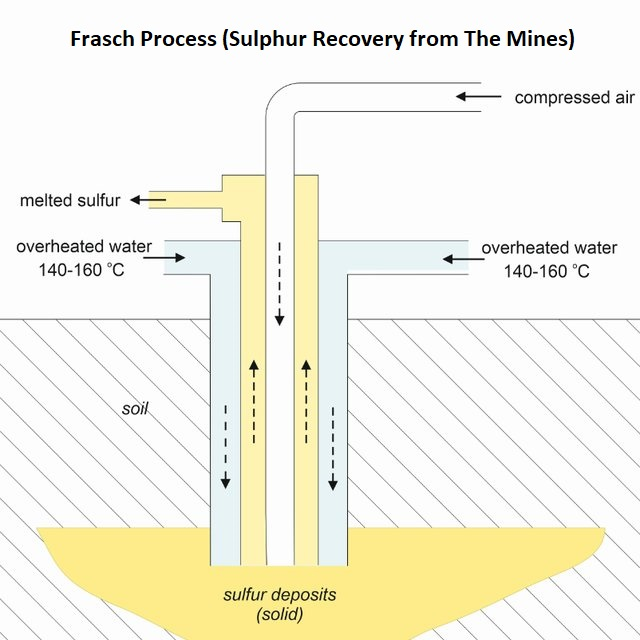 Frasch Process (Sulphur Recovery from The Mines)
compressed air
melted sulfur
overheated water
140-160 °C
overheated water
140-160 °C
soil
sulfur deposits
(solid)